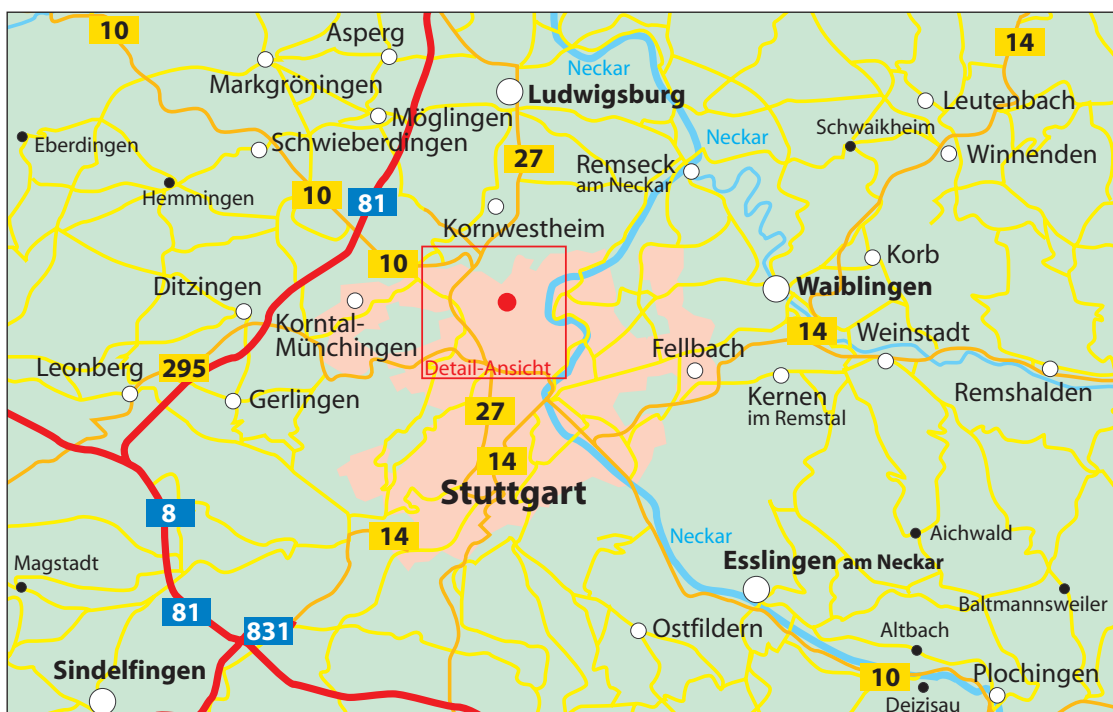 10
Asperg
14
Neckar
Markgröningen
Ludwigsburg
Leutenbach
Möglingen
Neckar
Schwaikheim
Eberdingen
Schwieberdingen
27
Remseck
am Neckar
Winnenden
Hemmingen
10
81
Kornwestheim
10
Korb
Ditzingen
Waiblingen
Korntal-
Münchingen
14
Weinstadt
Fellbach
Leonberg
295
Detail-Ansicht
Gerlingen
Kernen
im Remstal
Remshalden
27
14
Stuttgart
8
14
Neckar
Aichwald
Magstadt
Esslingen am Neckar
81
831
Baltmannsweiler
Ostfildern
Altbach
Sindelfingen
10
Plochingen
Deizisau